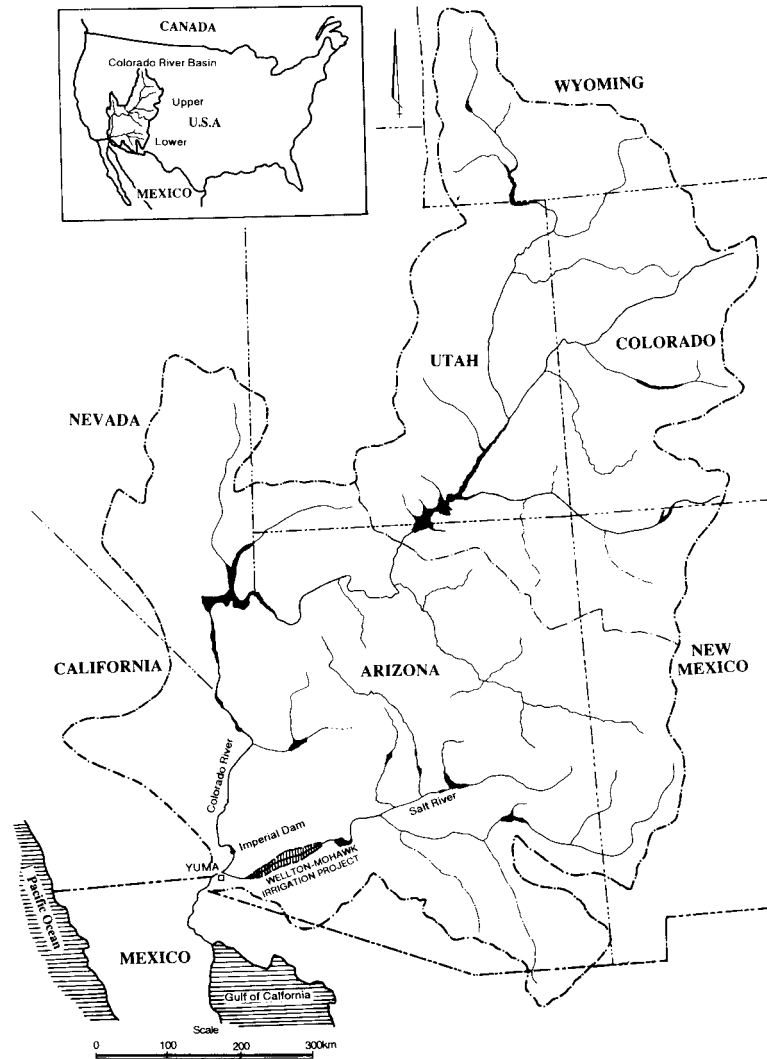 CANADA
Colorado River Basin
Upper
U.S.A
Lower
MEXICO
WYOMING
UTAH
COLORADO
NEVADA
CALIFORNIA
ARIZONA
NEW
MEXICO
Colorado River
Salt River
Imperial Dam
YUMA
WELLTON-MOHAWK
IRRIGATION PROJECT
Pacific Ocean
MEXICO
Gulf of Calfornia
Scale
0 100 200 300km